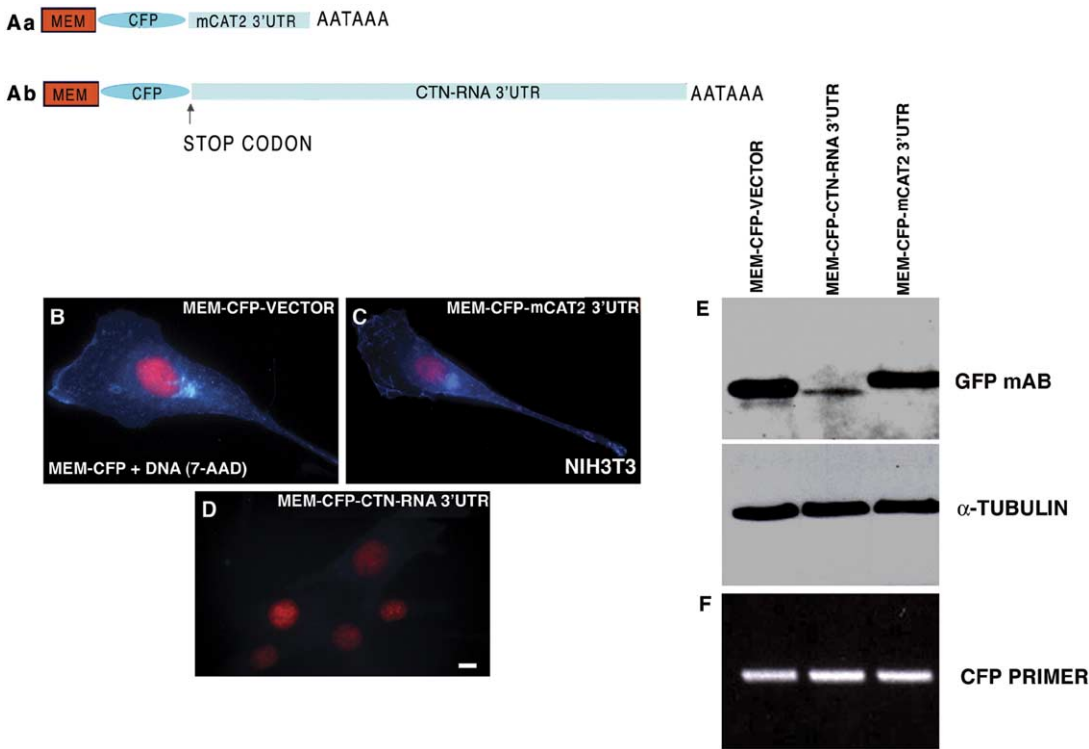 Aa MEM CFP mCAT2 3'UTR AATAAA
Ab MEM CFP CTN-RNA 3'UTR AATAAA
STOP CODON
MEM-CFP-VECTOR
MEM-CFP-CTN-RNA 3'UTR
MEM-CFP-mCAT2 3'UTR
B MEM-CFP-VECTOR
MEM-CFP + DNA (7-AAD)
C MEM-CFP-mCAT2 3'UTR
NIH3T3
D MEM-CFP-CTN-RNA 3'UTR
E GFP mAB
α-TUBULIN
F CFP PRIMER